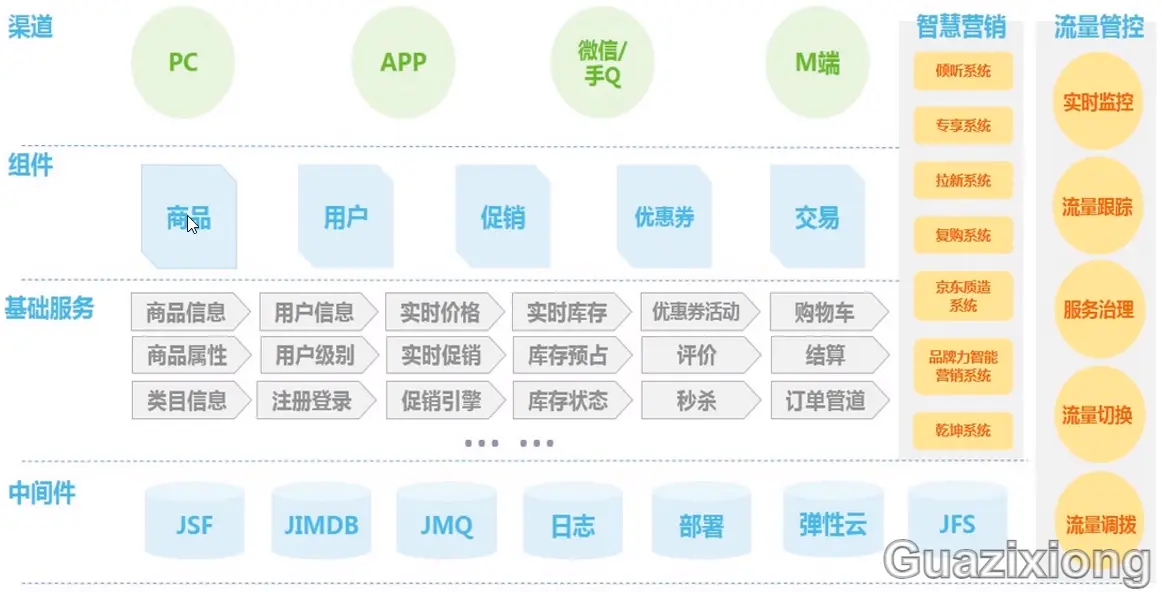 渠道
PC
APP
微信/
手Q
M端
组件
商品
用户
促销
优惠券
交易
基础服务
商品信息
用户信息
实时价格
实时库存
优惠券活动
购物车
商品属性
用户级别
实时促销
库存预占
评价
结算
类目信息
注册登录
促销引擎
库存状态
秒杀
订单管道
... ...
中间件
JSF
JIMDB
JMQ
日志
部署
弹性云
JFS
智慧营销
倾听系统
专享系统
拉新系统
复购系统
京东质造
系统
品牌力智能
营销系统
乾坤系统
流量管控
实时监控
流量跟踪
服务治理
流量切换
流量调拨
Guazixiong